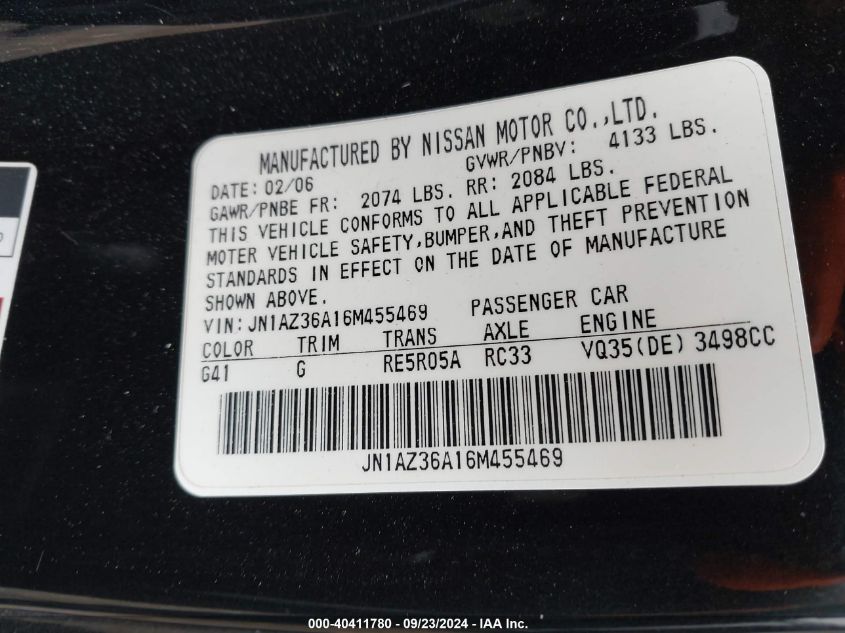 MANUFACTURED BY NISSAN MOTOR CO.,LTD.
DATE: 02/06 GVWR/PNBV: 4133 LBS.
GAWR/PNBE FR: 2074 LBS. RR: 2084 LBS.
THIS VEHICLE CONFORMS TO ALL APPLICABLE FEDERAL
MOTOR VEHICLE SAFETY,BUMPER,AND THEFT PREVENTION
STANDARDS IN EFFECT ON THE DATE OF MANUFACTURE
SHOWN ABOVE.
VIN: JN1AZ36A16M455469 PASSENGER CAR
COLOR TRIM TRANS AXLE ENGINE
G41 G RE5R05A RC33 VQ35(DE) 3498CC
JN1AZ36A16M455469
000-40411780 - 09/23/2024 - IAA Inc.